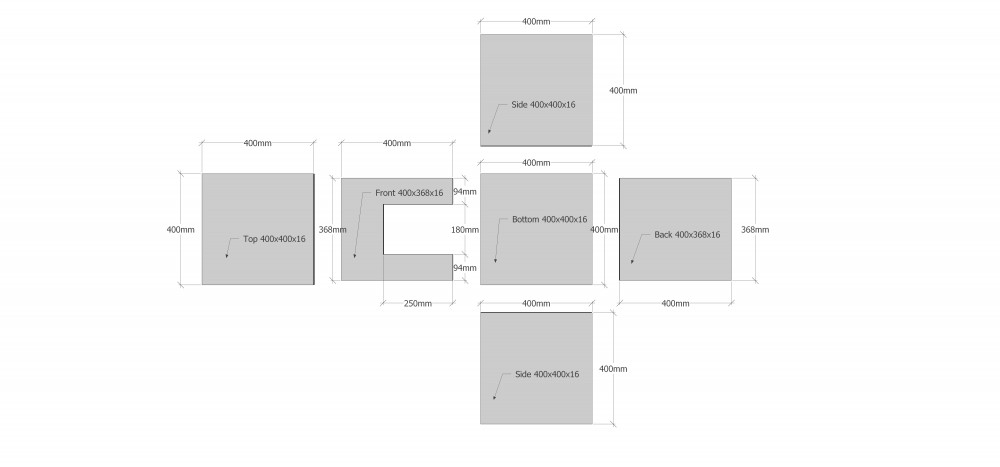 400mm
400mm
Side 400x400x16
400mm
400mm
400mm
400mm
Top 400x400x16
368mm
Front 400x368x16
94mm
180mm
94mm
250mm
Bottom 400x400x16
400mm
Back 400x368x16
368mm
400mm
400mm
400mm
Side 400x400x16